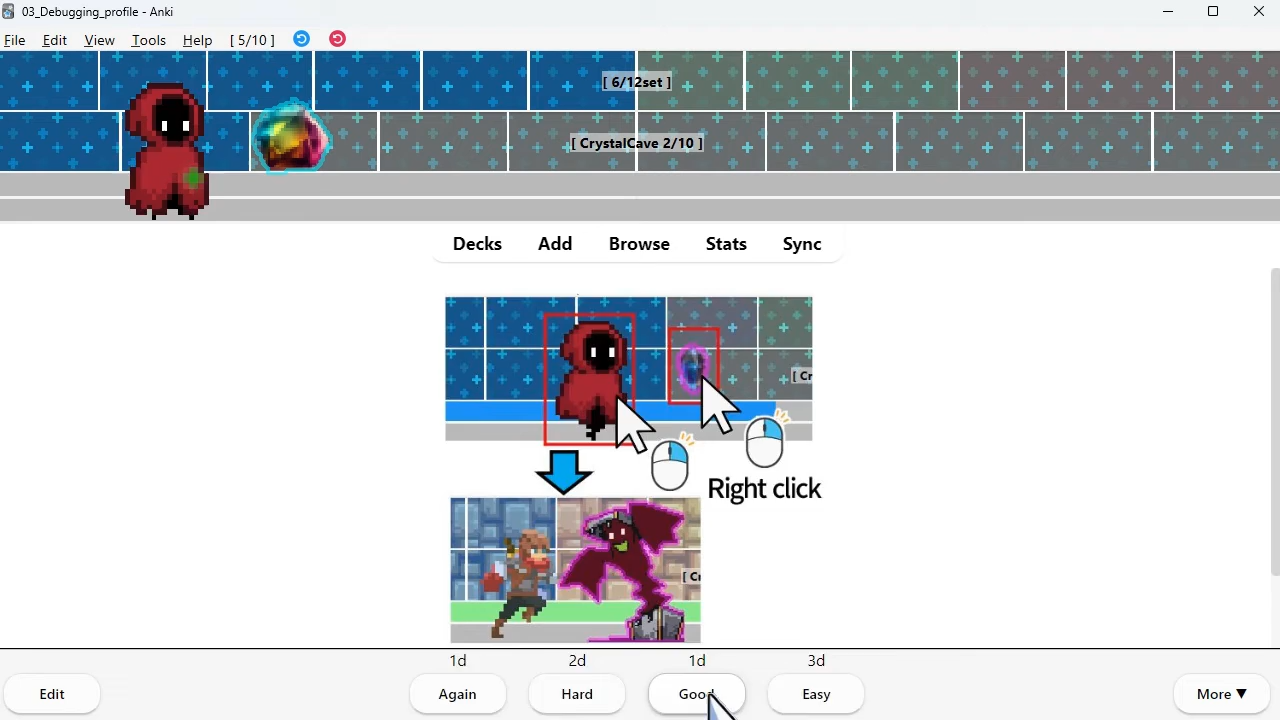 03_Debugging_profile - Anki
File Edit View Tools Help [ 5/10 ]
[ 6/12set ]
[ CrystalCave 2/10 ]
Decks Add Browse Stats Sync
[ Cr
Right click
[ Cr
1d 2d 1d 3d
Edit Again Hard Good Easy More ▼